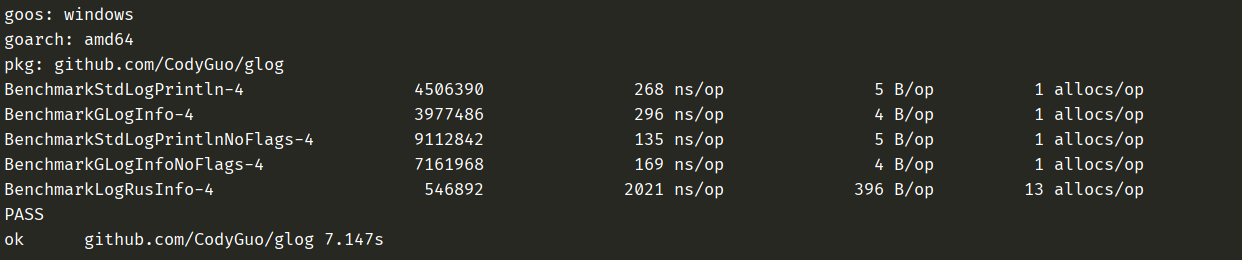 goos: windows
goarch: amd64
pkg: github.com/CodyGuo/glog
BenchmarkStdLogPrintln-4 4506390 268 ns/op 5 B/op 1 allocs/op
BenchmarkGLogInfo-4 3977486 296 ns/op 4 B/op 1 allocs/op
BenchmarkStdLogPrintlnNoFlags-4 9112842 135 ns/op 5 B/op 1 allocs/op
BenchmarkGLogInfoNoFlags-4 7161968 169 ns/op 4 B/op 1 allocs/op
BenchmarkLogRusInfo-4 546892 2021 ns/op 396 B/op 13 allocs/op
PASS
ok github.com/CodyGuo/glog 7.147s